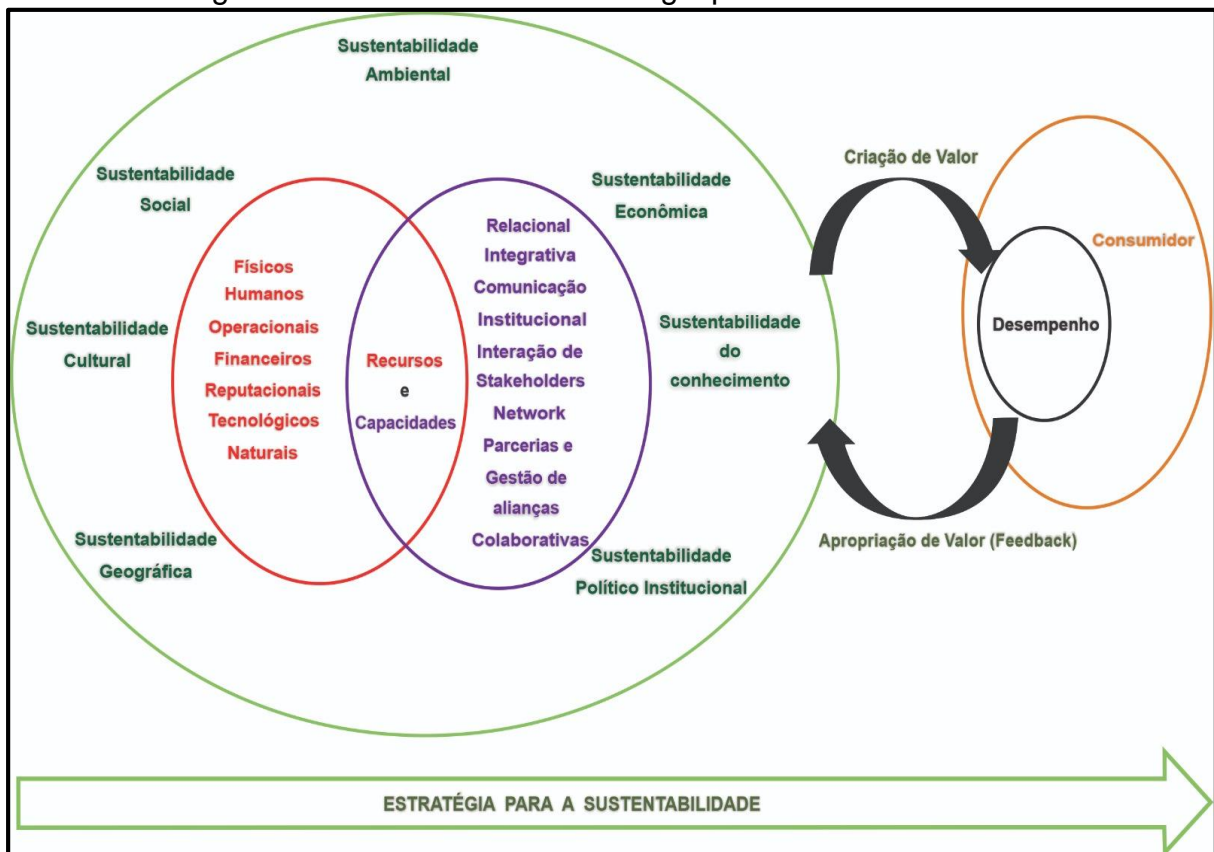 Sustentabilidade
Ambiental
Sustentabilidade
Social
Sustentabilidade
Cultural
Sustentabilidade
Geográfica
Físicos
Humanos
Operacionais
Financeiros
Reputacionais
Tecnológicos
Naturais
Recursos
e
Capacidades
Relacional
Integrativa
Comunicação
Institucional
Interação de
Stakeholders
Network
Parcerias e
Gestão de
alianças
Colaborativas
Sustentabilidade
Econômica
Sustentabilidade
do
conhecimento
Sustentabilidade
Político Institucional
Criação de Valor
Consumidor
Desempenho
Apropriação de Valor (Feedback)
ESTRATÉGIA PARA A SUSTENTABILIDADE